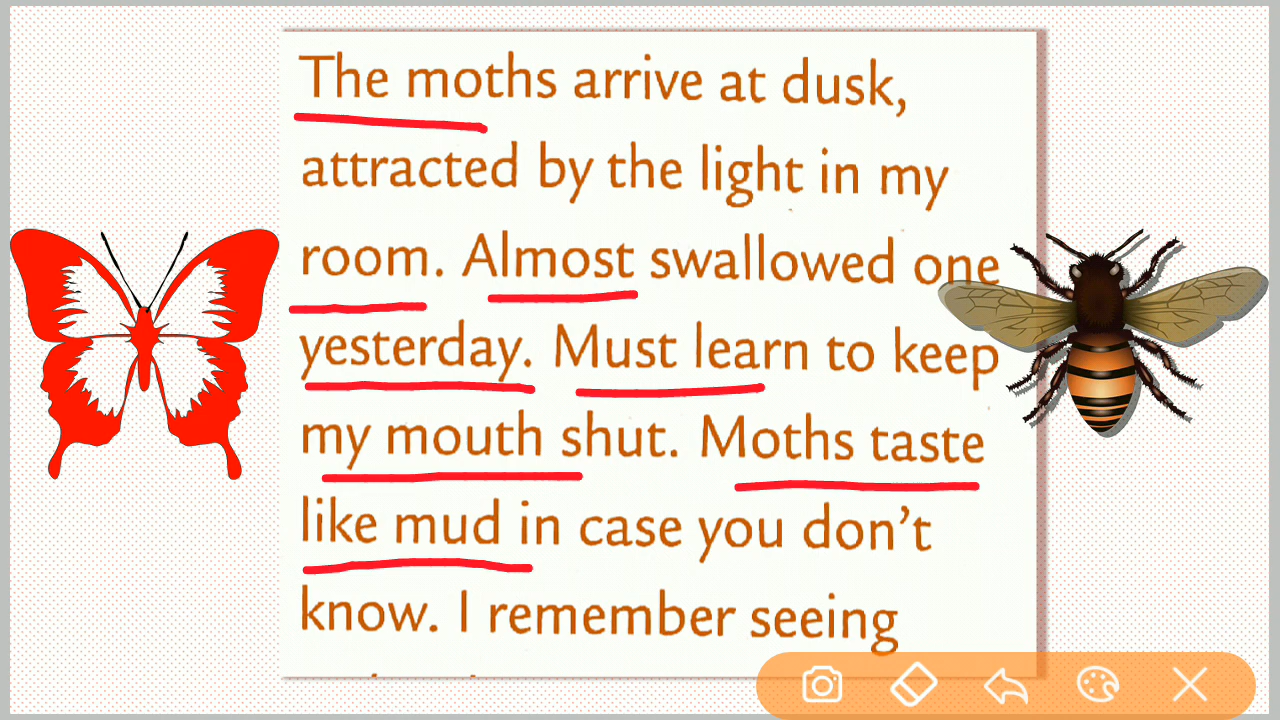 The moths arrive at dusk,
attracted by the light in my
room. Almost swallowed one
yesterday. Must learn to keep
my mouth shut. Moths taste
like mud in case you don’t
know. I remember seeing